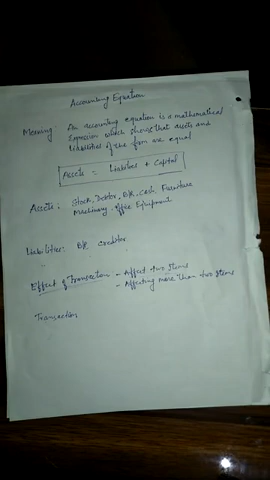 Accounting Equation
Meaning: An accounting equation is a mathematical
Expression which shows that assets and
liabilities of the firm are equal
Assets = Liabilities + Capital
Assets: Stock, Debtor, B/R, Cash, Furniture
Machinery, office Equipment
Liabilities: B/P, creditor
Effect of Transaction - Affect two Items
- Affecting more than two Items
Transaction